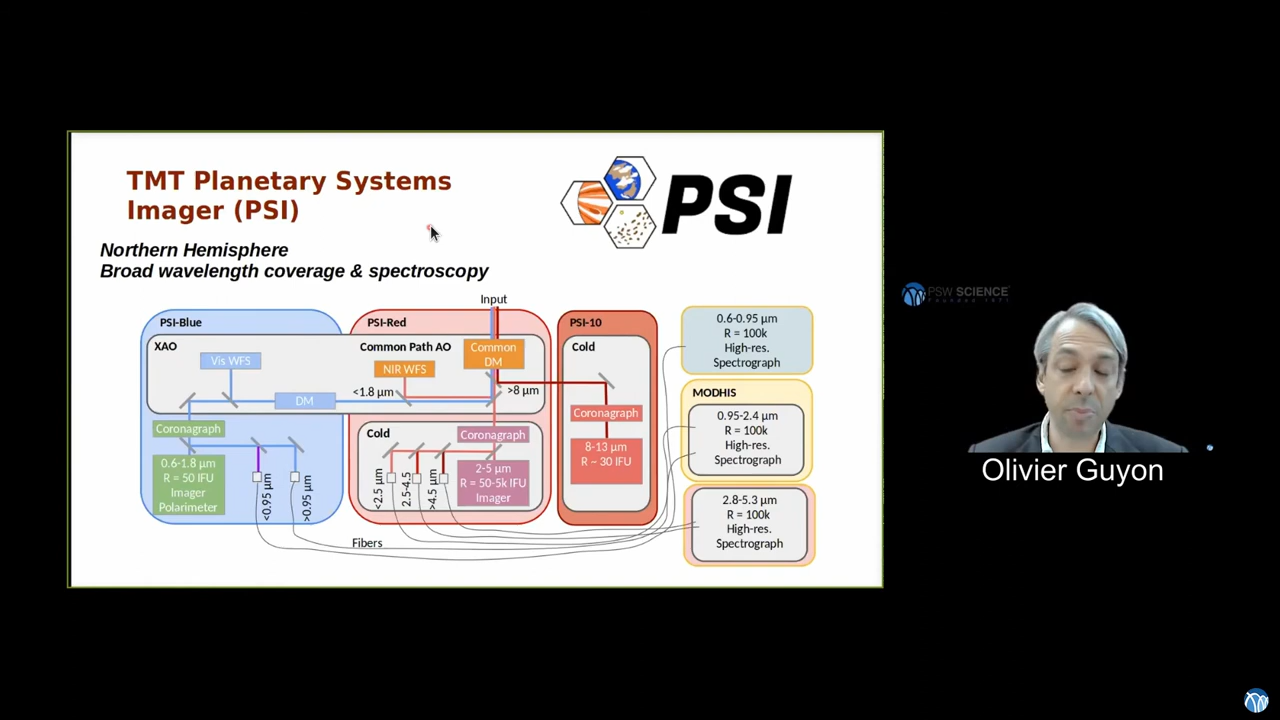 TMT Planetary Systems
Imager (PSI)
PSI
Northern Hemisphere
Broad wavelength coverage & spectroscopy
Input
PSI-Blue
PSI-Red
PSI-10
XAO
Common Path AO
Cold
Vis WFS
NIR WFS
Common
DM
<1.8 µm
>8 µm
DM
Coronagraph
0.6-1.8 µm
R = 50 IFU
Imager
Polarimeter
<0.95 µm
>0.95 µm
Cold
Coronagraph
<2.5 µm
2.5-4.5
>4.5 µm
2-5 µm
R = 50-5k IFU
Imager
Coronagraph
8-13 µm
R ~ 30 IFU
Fibers
0.6-0.95 µm
R = 100k
High-res.
Spectrograph
MODHIS
0.95-2.4 µm
R = 100k
High-res.
Spectrograph
2.8-5.3 µm
R = 100k
High-res.
Spectrograph
PSW SCIENCE
FOUNDED 1871
Olivier Guyon